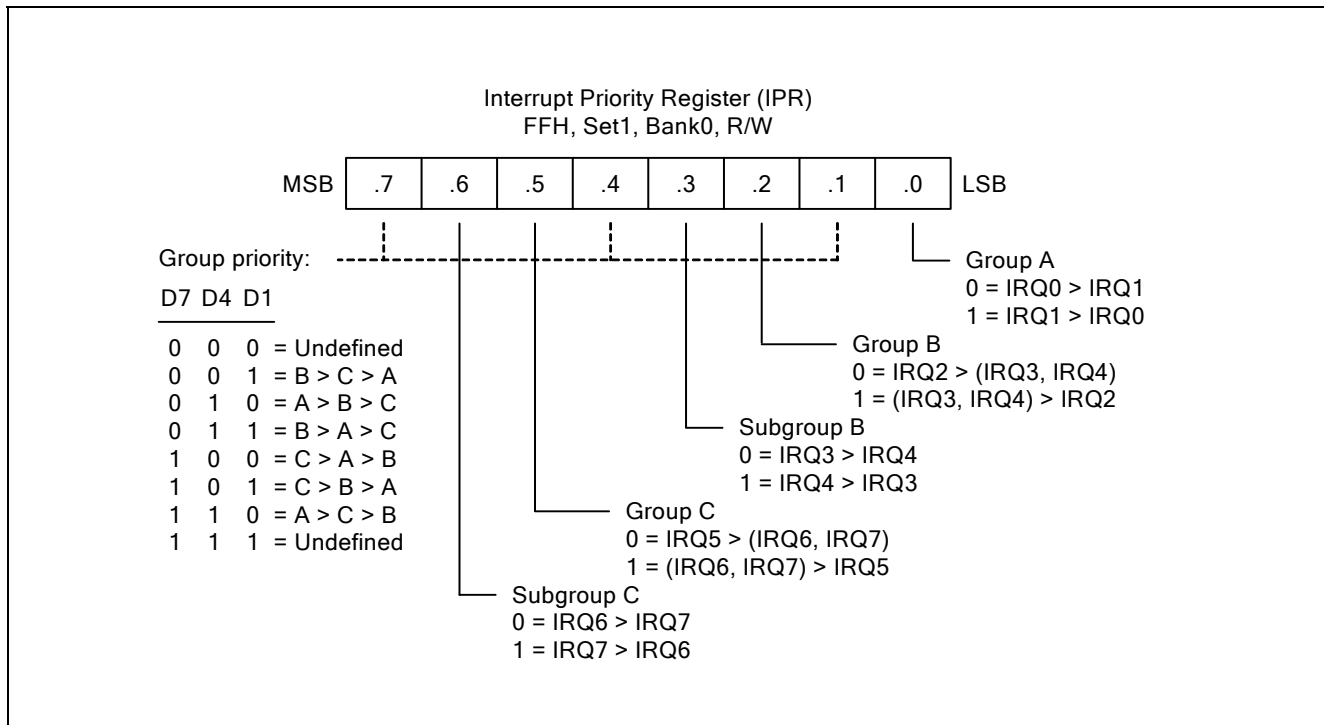 Interrupt Priority Register (IPR)
FFH, Set1, Bank0, R/W
MSB .7 .6 .5 .4 .3 .2 .1 .0 LSB
Group priority:
D7 D4 D1
0 0 0 = Undefined
0 0 1 = B > C > A
0 1 0 = A > B > C
0 1 1 = B > A > C
1 0 0 = C > A > B
1 0 1 = C > B > A
1 1 0 = A > C > B
1 1 1 = Undefined
Group A
0 = IRQ0 > IRQ1
1 = IRQ1 > IRQ0
Group B
0 = IRQ2 > (IRQ3, IRQ4)
1 = (IRQ3, IRQ4) > IRQ2
Subgroup B
0 = IRQ3 > IRQ4
1 = IRQ4 > IRQ3
Group C
0 = IRQ5 > (IRQ6, IRQ7)
1 = (IRQ6, IRQ7) > IRQ5
Subgroup C
0 = IRQ6 > IRQ7
1 = IRQ7 > IRQ6